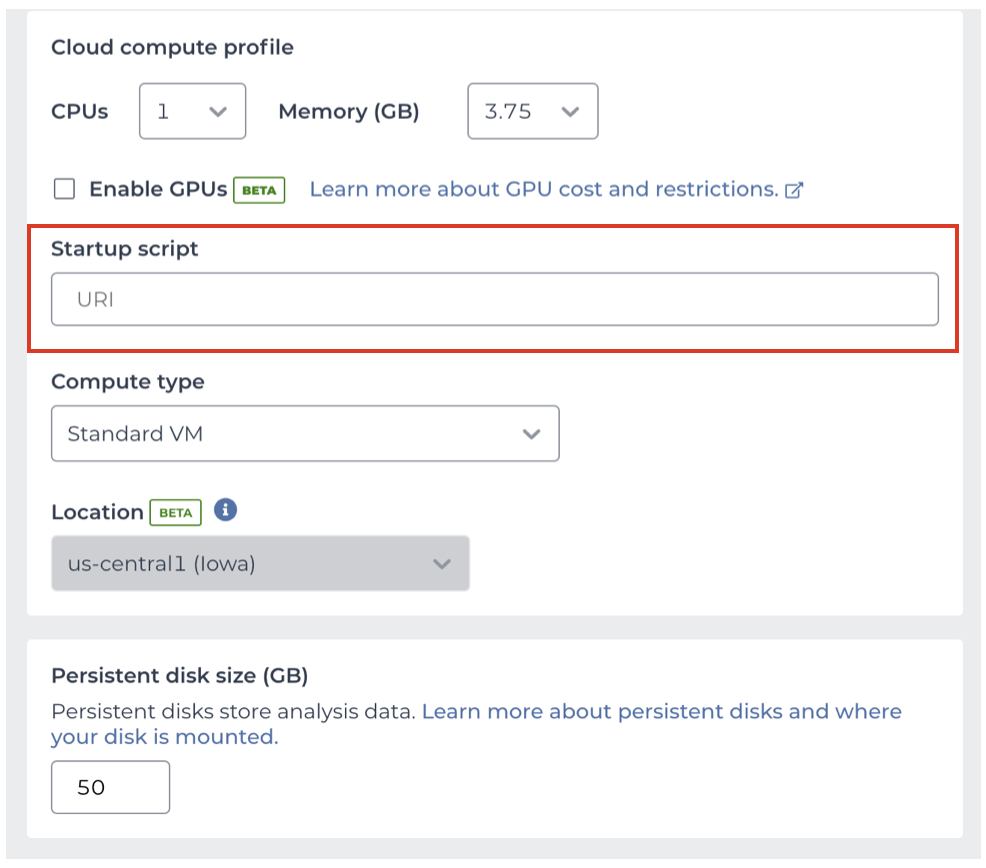 Cloud compute profile
CPUs 1 Memory (GB) 3.75
Enable GPUs BETA Learn more about GPU cost and restrictions.
Startup script
URI
Compute type
Standard VM
Location BETA i
us-central1 (Iowa)
Persistent disk size (GB)
Persistent disks store analysis data. Learn more about persistent disks and where
your disk is mounted.
50